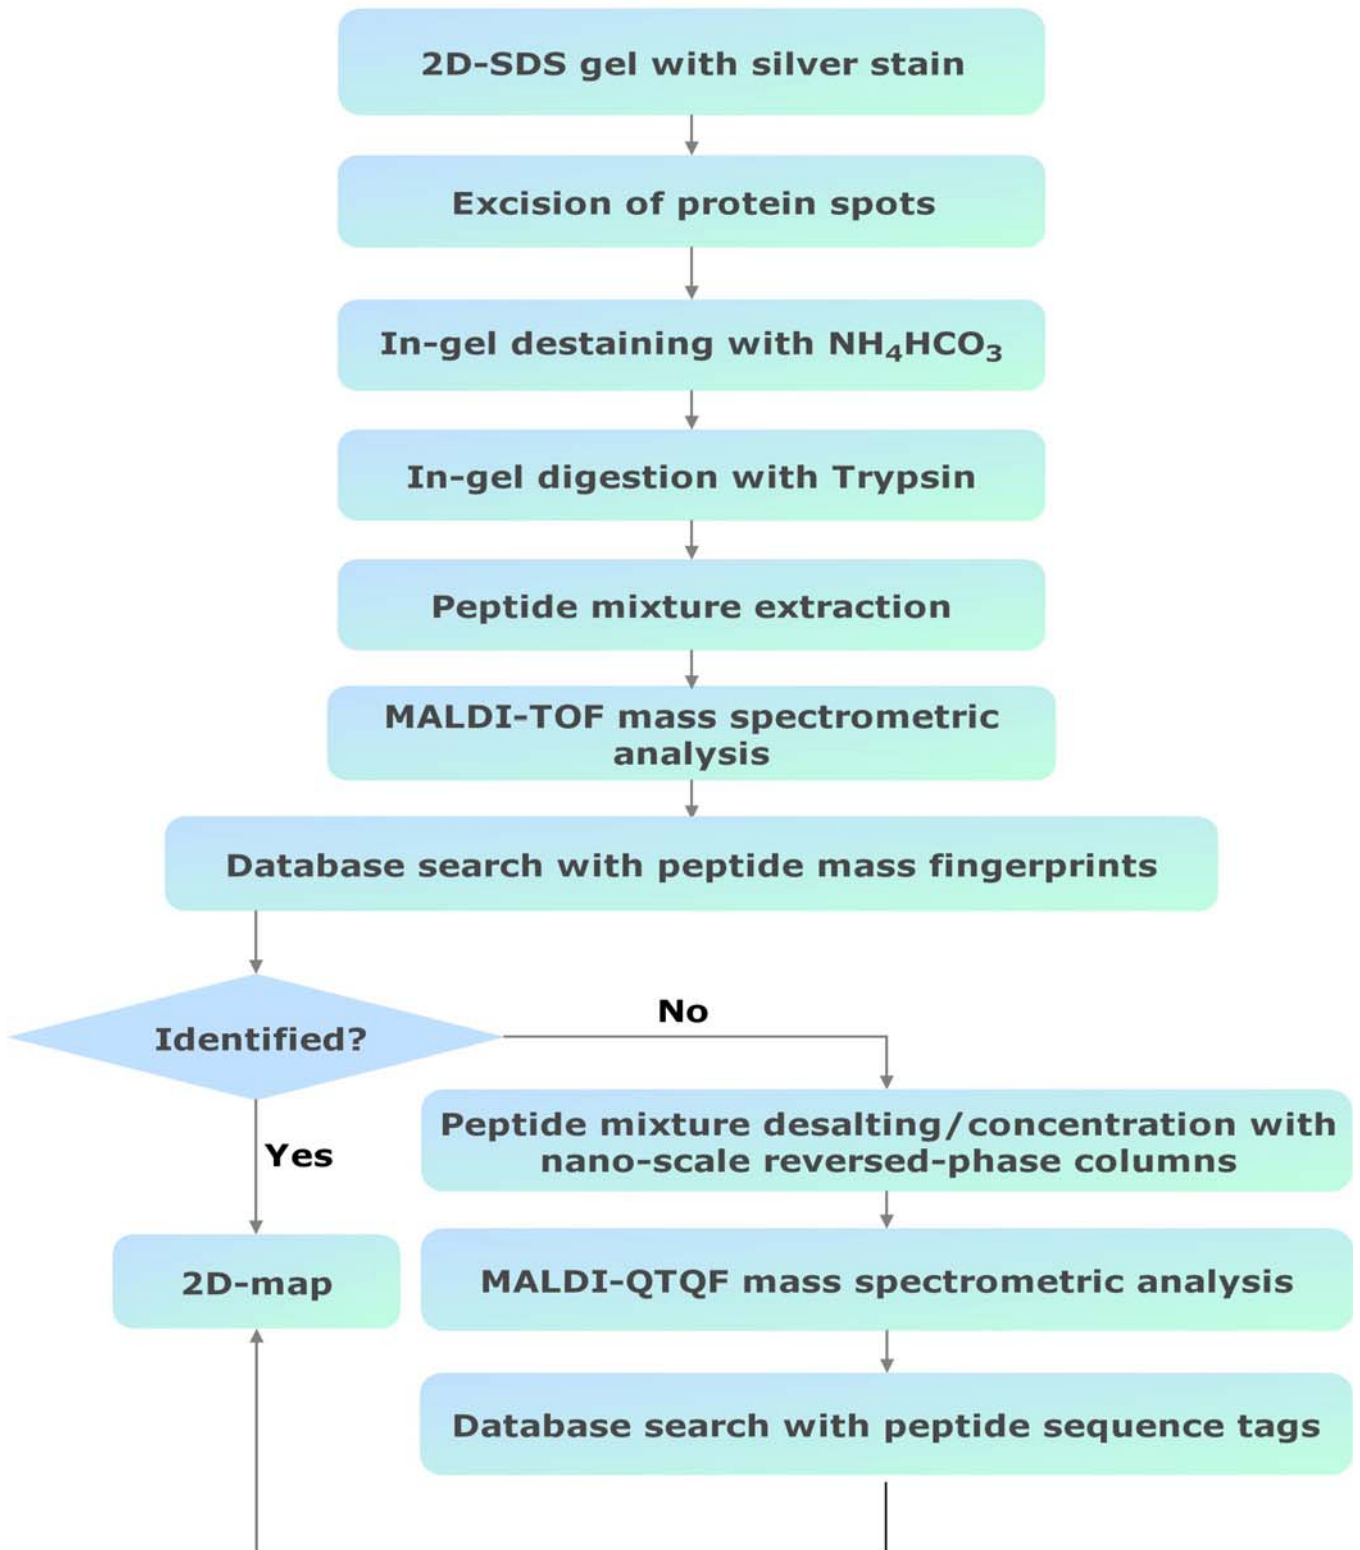 2D-SDS gel with silver stain
Excision of protein spots
In-gel destaining with NH₄HCO₃
In-gel digestion with Trypsin
Peptide mixture extraction
MALDI-TOF mass spectrometric
analysis
Database search with peptide mass fingerprints
Identified?
No
Yes
Peptide mixture desalting/concentration with
nano-scale reversed-phase columns
2D-map
MALDI-QTQF mass spectrometric analysis
Database search with peptide sequence tags